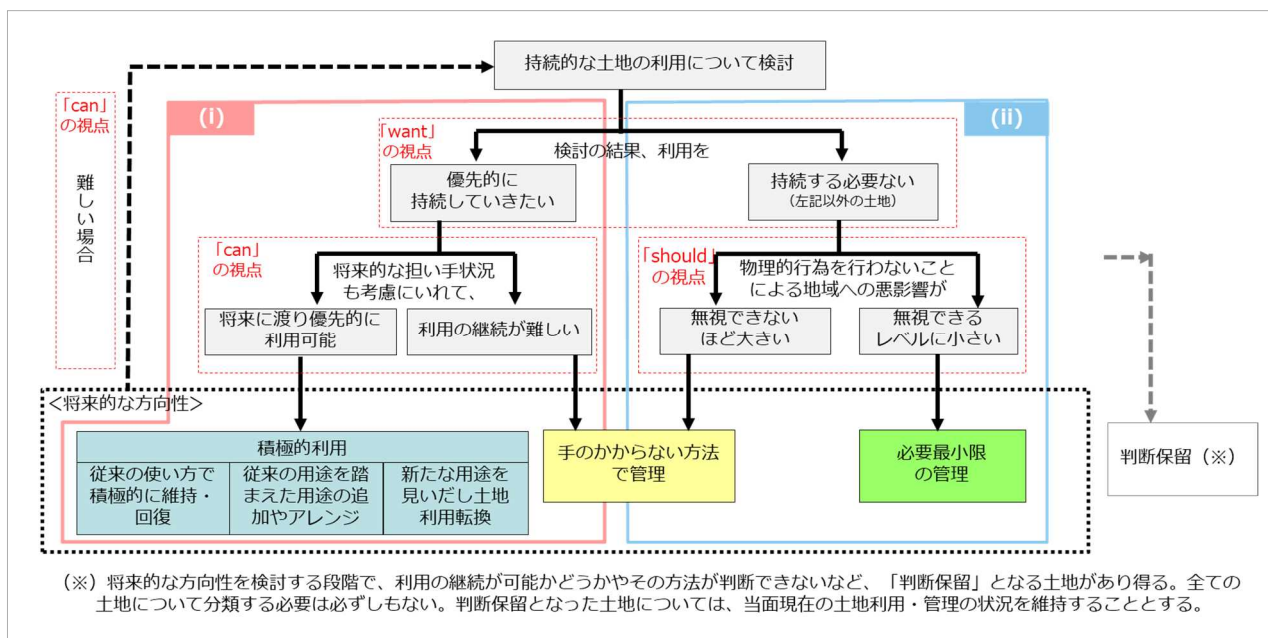 持続的な土地の利用について検討
「can」
の視点
難しい場合
(i)
(ii)
「want」
の視点
検討の結果、利用を
優先的に
持続していきたい
持続する必要ない
(左記以外の土地)
「can」
の視点
将来的な担い手状況
も考慮にいれて、
「should」
の視点
物理的行為を行わないこと
による地域への悪影響が
将来に渡り優先的に
利用可能
利用の継続が難しい
無視できない
ほど大きい
無視できる
レベルに小さい
＜将来的な方向性＞
積極的利用
従来の使い方で
積極的に維持・
回復
従来の用途を踏
まえた用途の追
加やアレンジ
新たな用途を
見いだし土地
利用転換
手のかからない方法
で管理
必要最小限
の管理
判断保留（※）
（※）将来的な方向性を検討する段階で、利用の継続が可能かどうかやその方法が判断できないなど、「判断保留」となる土地があり得る。全ての
土地について分類する必要は必ずしもない。判断保留となった土地については、当面現在の土地利用・管理の状況を維持することとする。